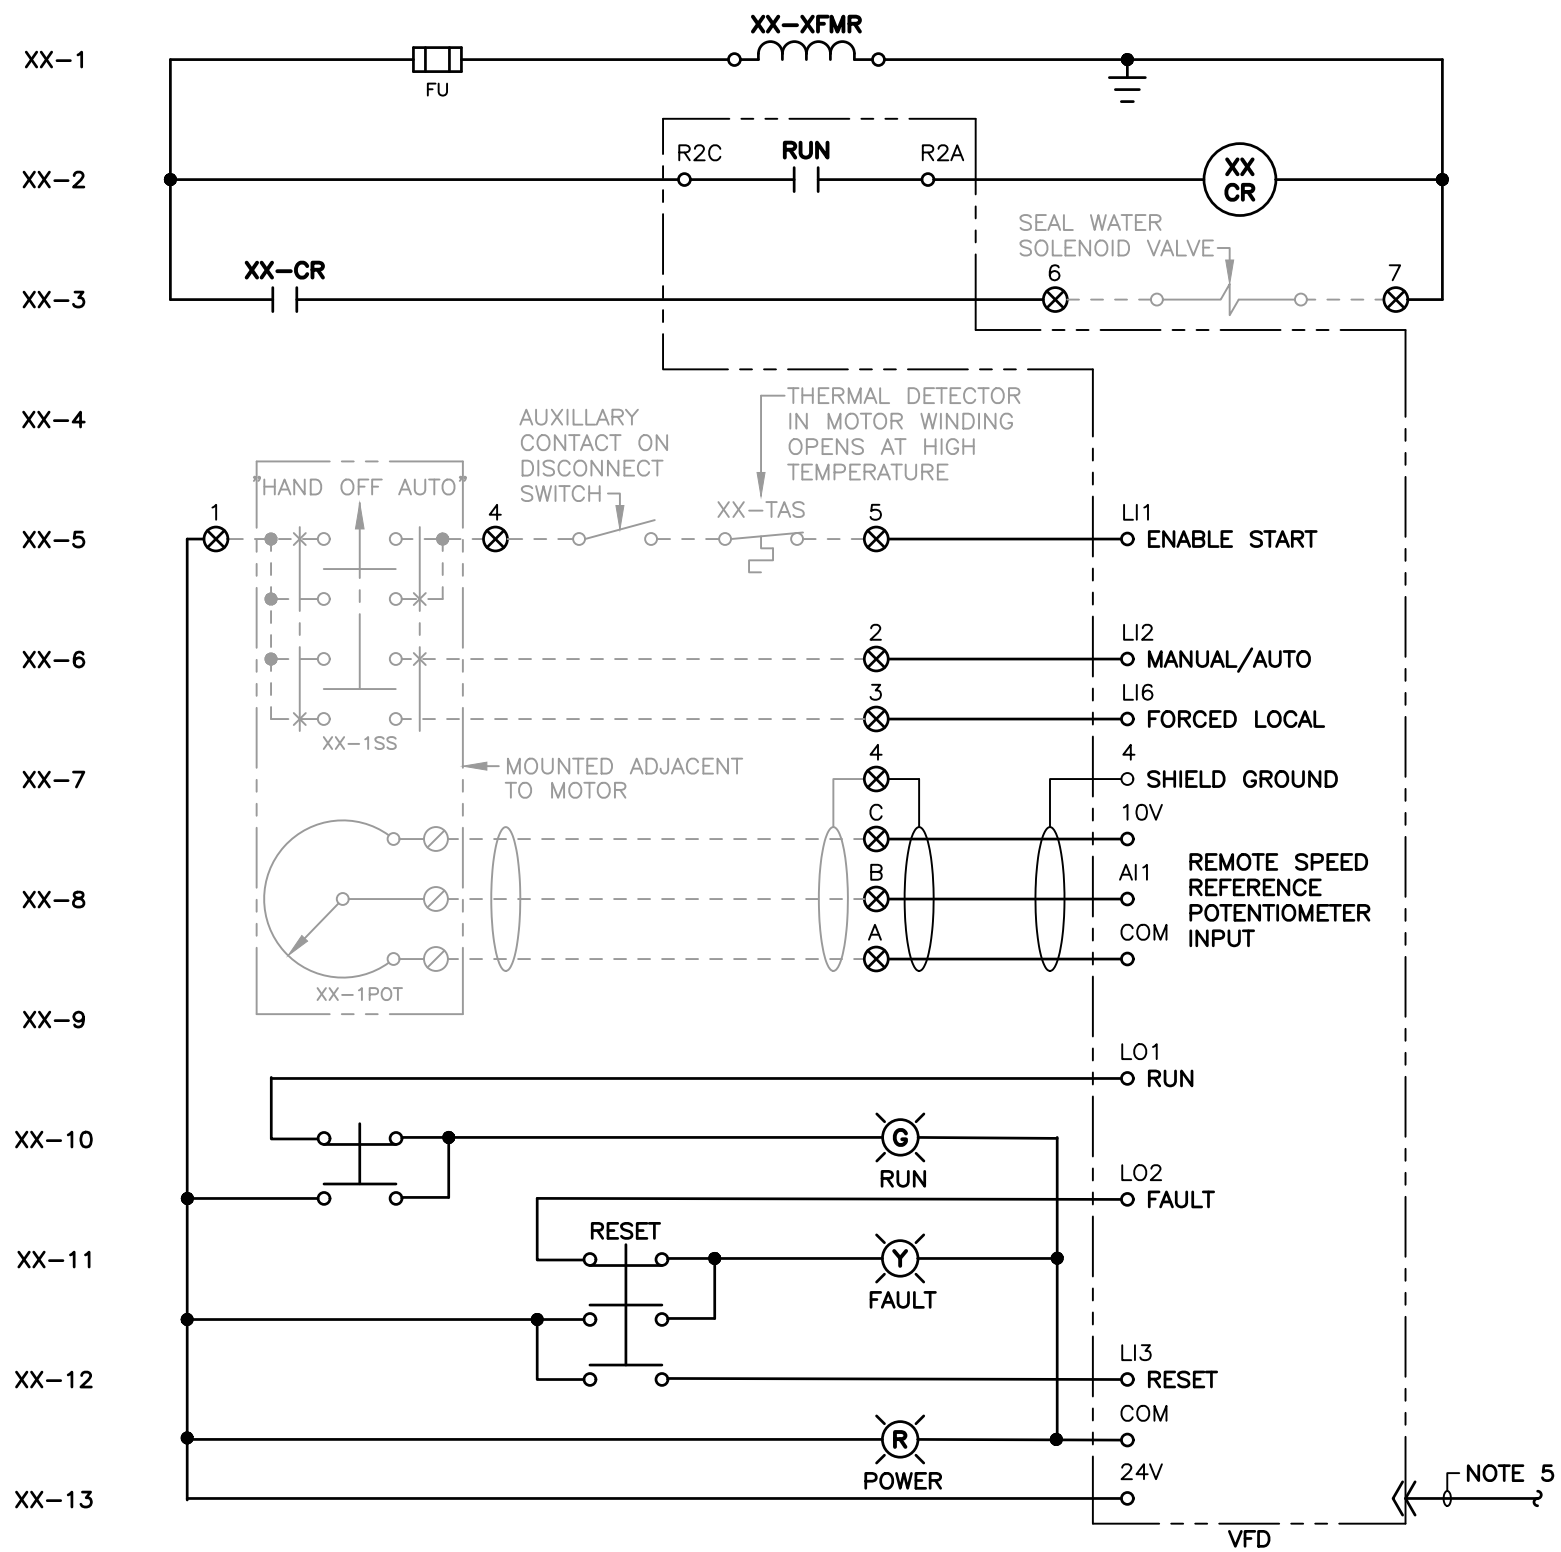 XX-XFMR
XX-1
FU
R2C
RUN
R2A
XX-2
XX
CR
SEAL WATER
SOLENOID VALVE
XX-CR
6
7
XX-3
THERMAL DETECTOR
IN MOTOR WINDING
OPENS AT HIGH
TEMPERATURE
XX-4
AUXILLARY
CONTACT ON
DISCONNECT
SWITCH
"HAND OFF AUTO"
XX-TAS
1
4
5
LI1
XX-5
ENABLE START
2
LI2
XX-6
MANUAL/AUTO
3
LI6
FORCED LOCAL
XX-1SS
4
4
XX-7
MOUNTED ADJACENT
TO MOTOR
SHIELD GROUND
C
10V
B
AI1
REMOTE SPEED
REFERENCE
POTENTIOMETER
INPUT
XX-8
A
COM
XX-1POT
XX-9
LO1
RUN
XX-10
G
RUN
LO2
FAULT
RESET
XX-11
Y
FAULT
LI3
XX-12
RESET
COM
R
POWER
24V
XX-13
NOTE 5
VFD